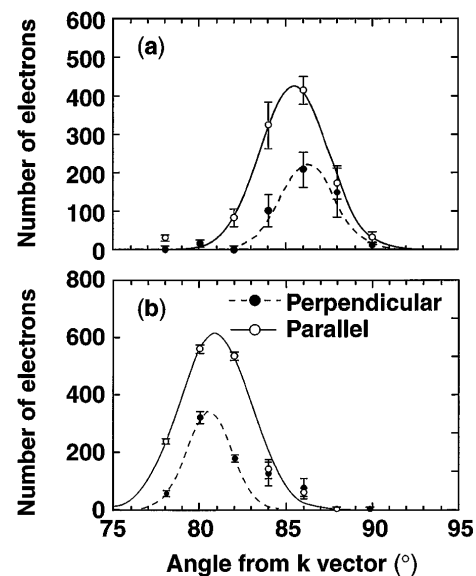 600
500
400
300
200
100
0
Number of electrons
(a)
800
600
400
200
0
Number of electrons
(b)
Perpendicular
Parallel
75 80 85 90 95
Angle from k vector (°)